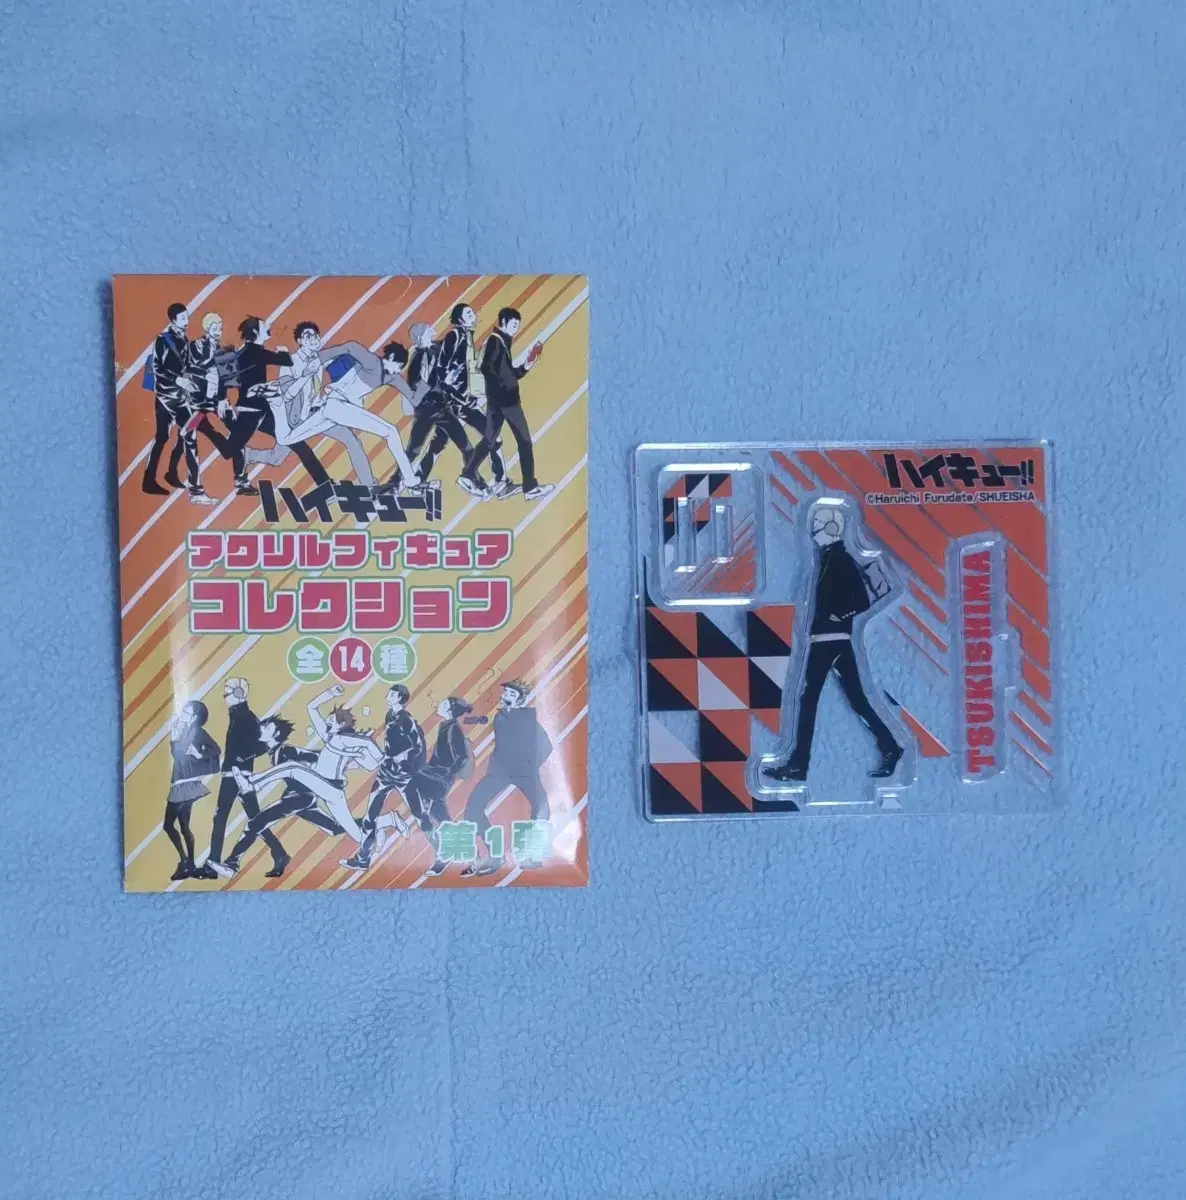 ハイキュー!!
アクリルフィギュア
コレクション
全14種
第1弾
ハイキュー!!
©Haruichi Furudate/SHUEISHA
TSUKISHIMA